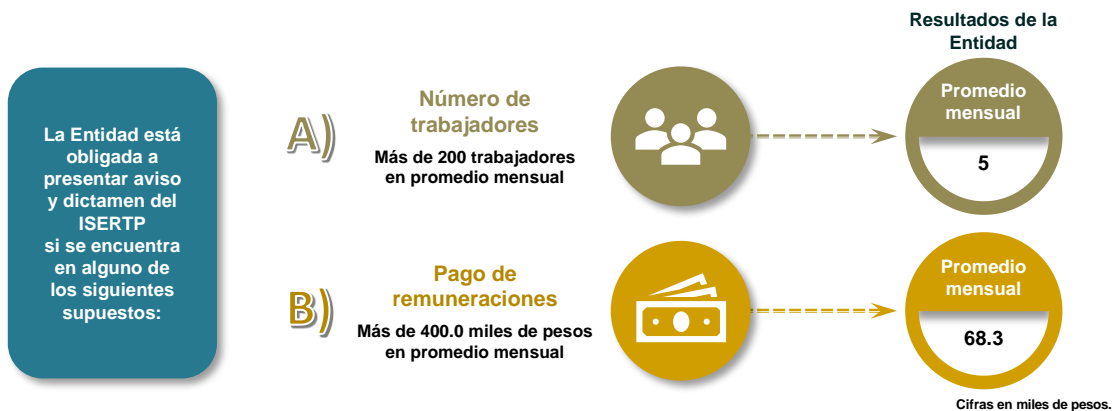 La Entidad está
obligada a
presentar aviso
y dictamen del
ISERTP
si se encuentra
en alguno de
los siguientes
supuestos:
A)
Número de
trabajadores
Más de 200 trabajadores
en promedio mensual
Resultados de la
Entidad
Promedio
mensual
5
B)
Pago de
remuneraciones
Más de 400.0 miles de pesos
en promedio mensual
Promedio
mensual
68.3
Cifras en miles de pesos.